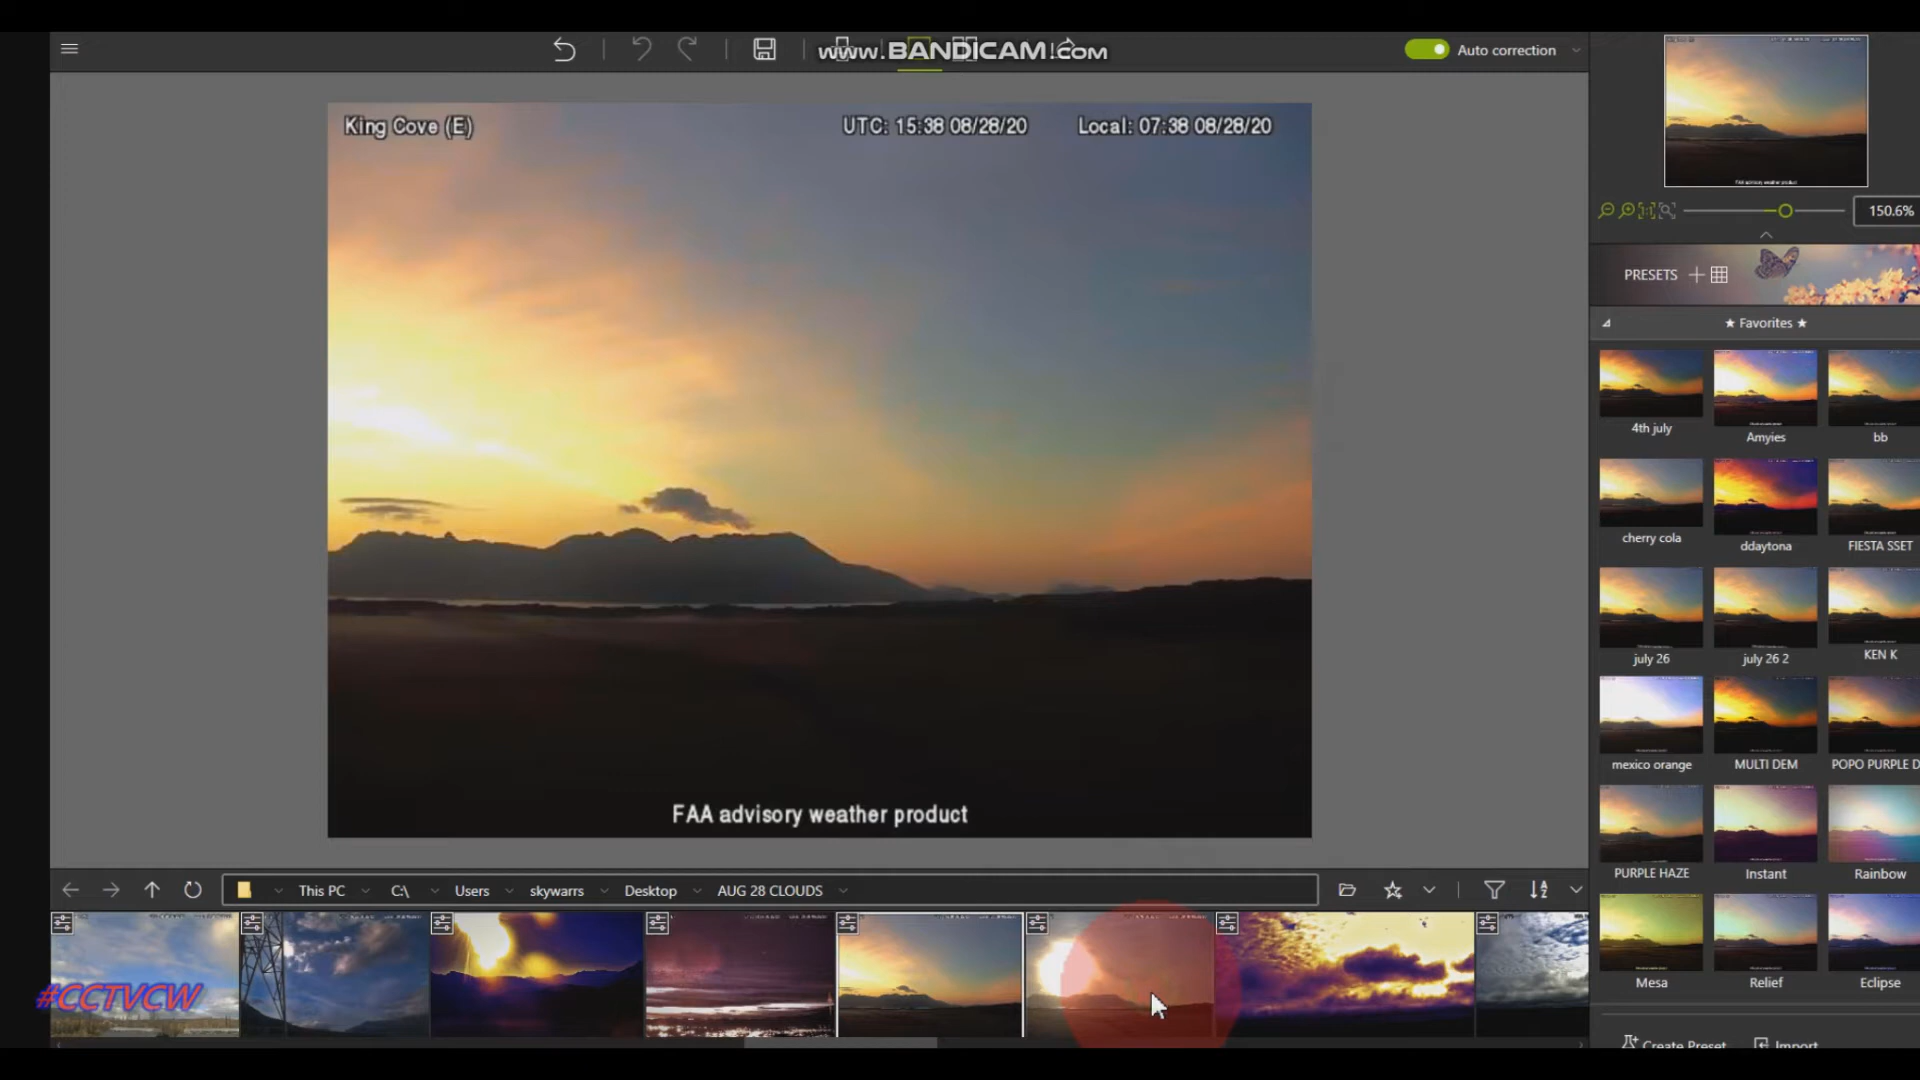 www.BANDICAM.com
Auto correction
King Cove (E)
UTC: 15:38 08/28/20
Local: 07:38 08/28/20
FAA advisory weather product
150.6%
PRESETS
★ Favorites ★
4th july
Amyies
bb
cherry cola
ddaytona
FIESTA SSET
july 26
july 26 2
KEN K
mexico orange
MULTI DEM
POPO PURPLE D
PURPLE HAZE
Instant
Rainbow
Mesa
Relief
Eclipse
Create Preset
Import
This PC
C:\
Users
skywarrs
Desktop
AUG 28 CLOUDS
#CCTVCW